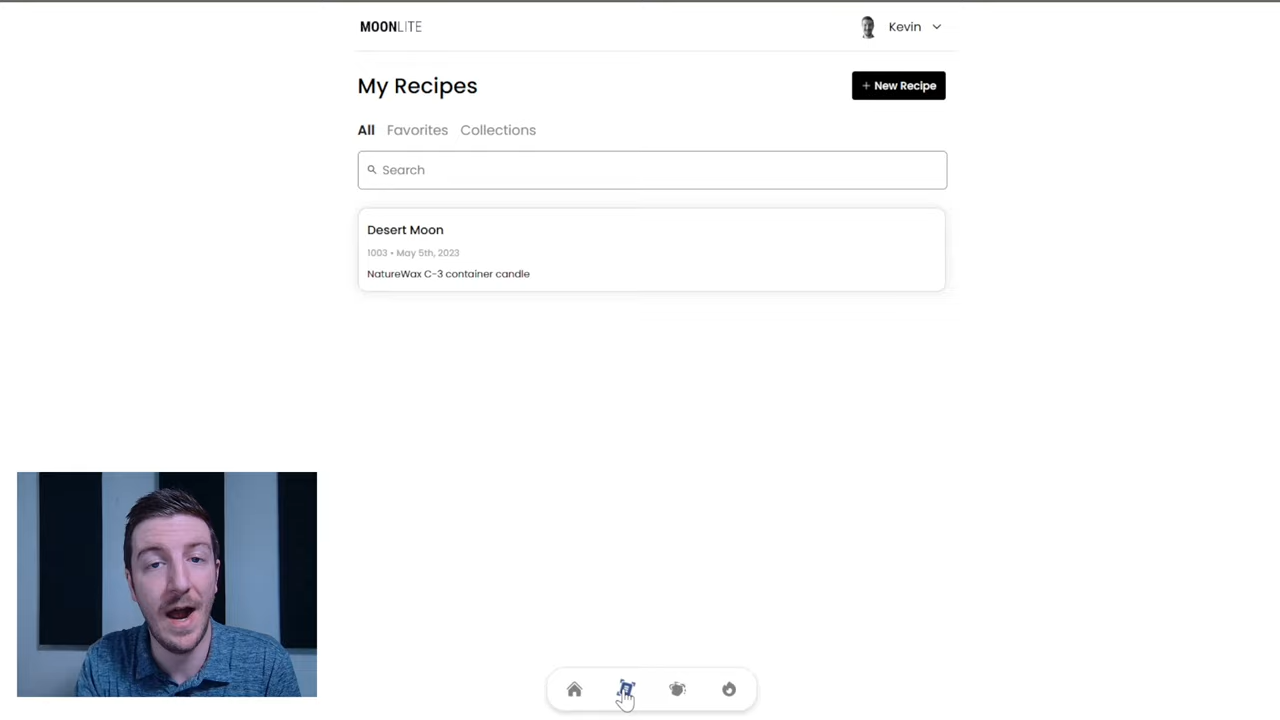 MOONLITE
Kevin
My Recipes
+ New Recipe
All Favorites Collections
Search
Desert Moon
1003 • May 5th, 2023
NatureWax C-3 container candle